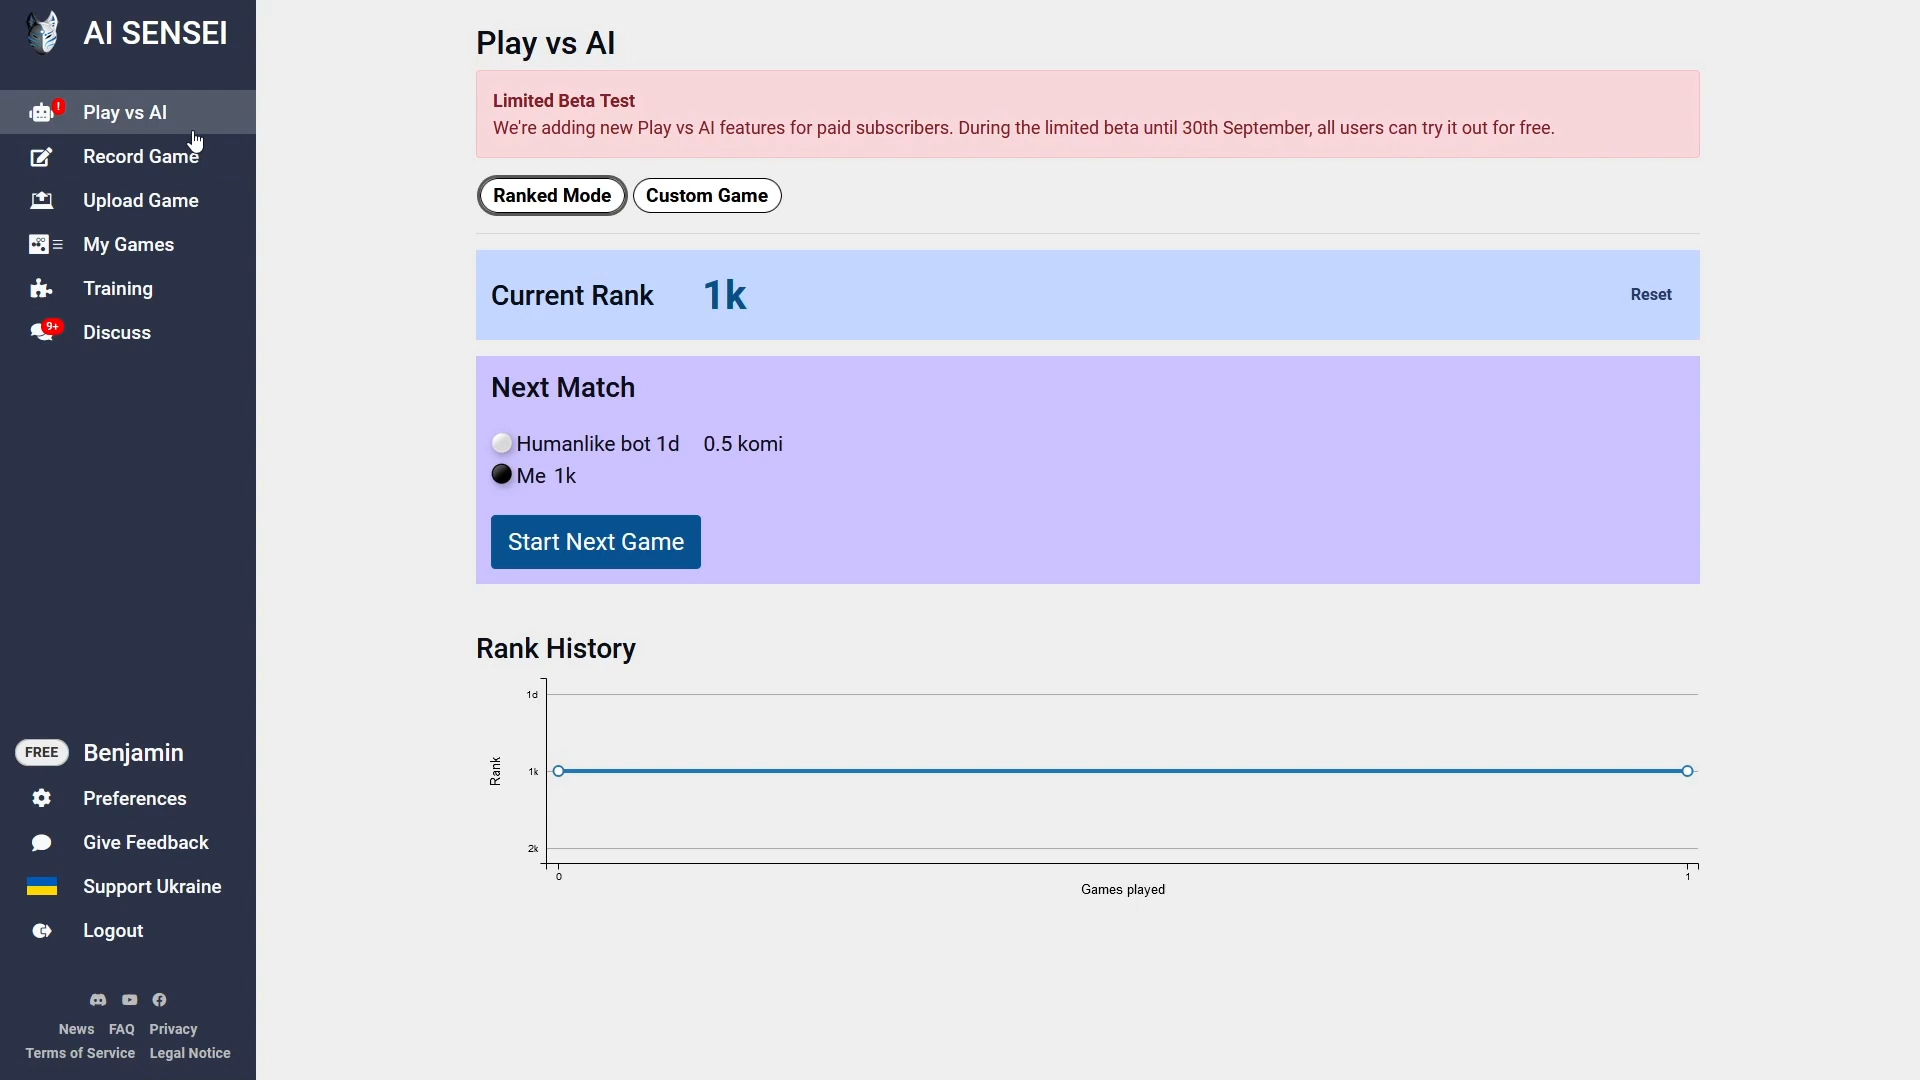 AI SENSEI
! Play vs AI
Record Game
Upload Game
My Games
Training
9+ Discuss
FREE Benjamin
Preferences
Give Feedback
Support Ukraine
Logout
News FAQ Privacy
Terms of Service Legal Notice
Play vs AI
Limited Beta Test
We're adding new Play vs AI features for paid subscribers. During the limited beta until 30th September, all users can try it out for free.
Ranked Mode Custom Game
Current Rank 1k Reset
Next Match
Humanlike bot 1d 0.5 komi
Me 1k
Start Next Game
Rank History
1d
1k
2k
Rank
0 1
Games played